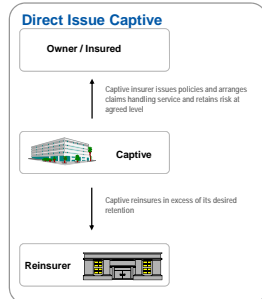 Direct Issue Captive
Owner / Insured
Captive insurer issues policies and arranges
claims handling service and retains risk at
agreed level
Captive
Captive reinsures in excess of its desired
retention
Reinsurer